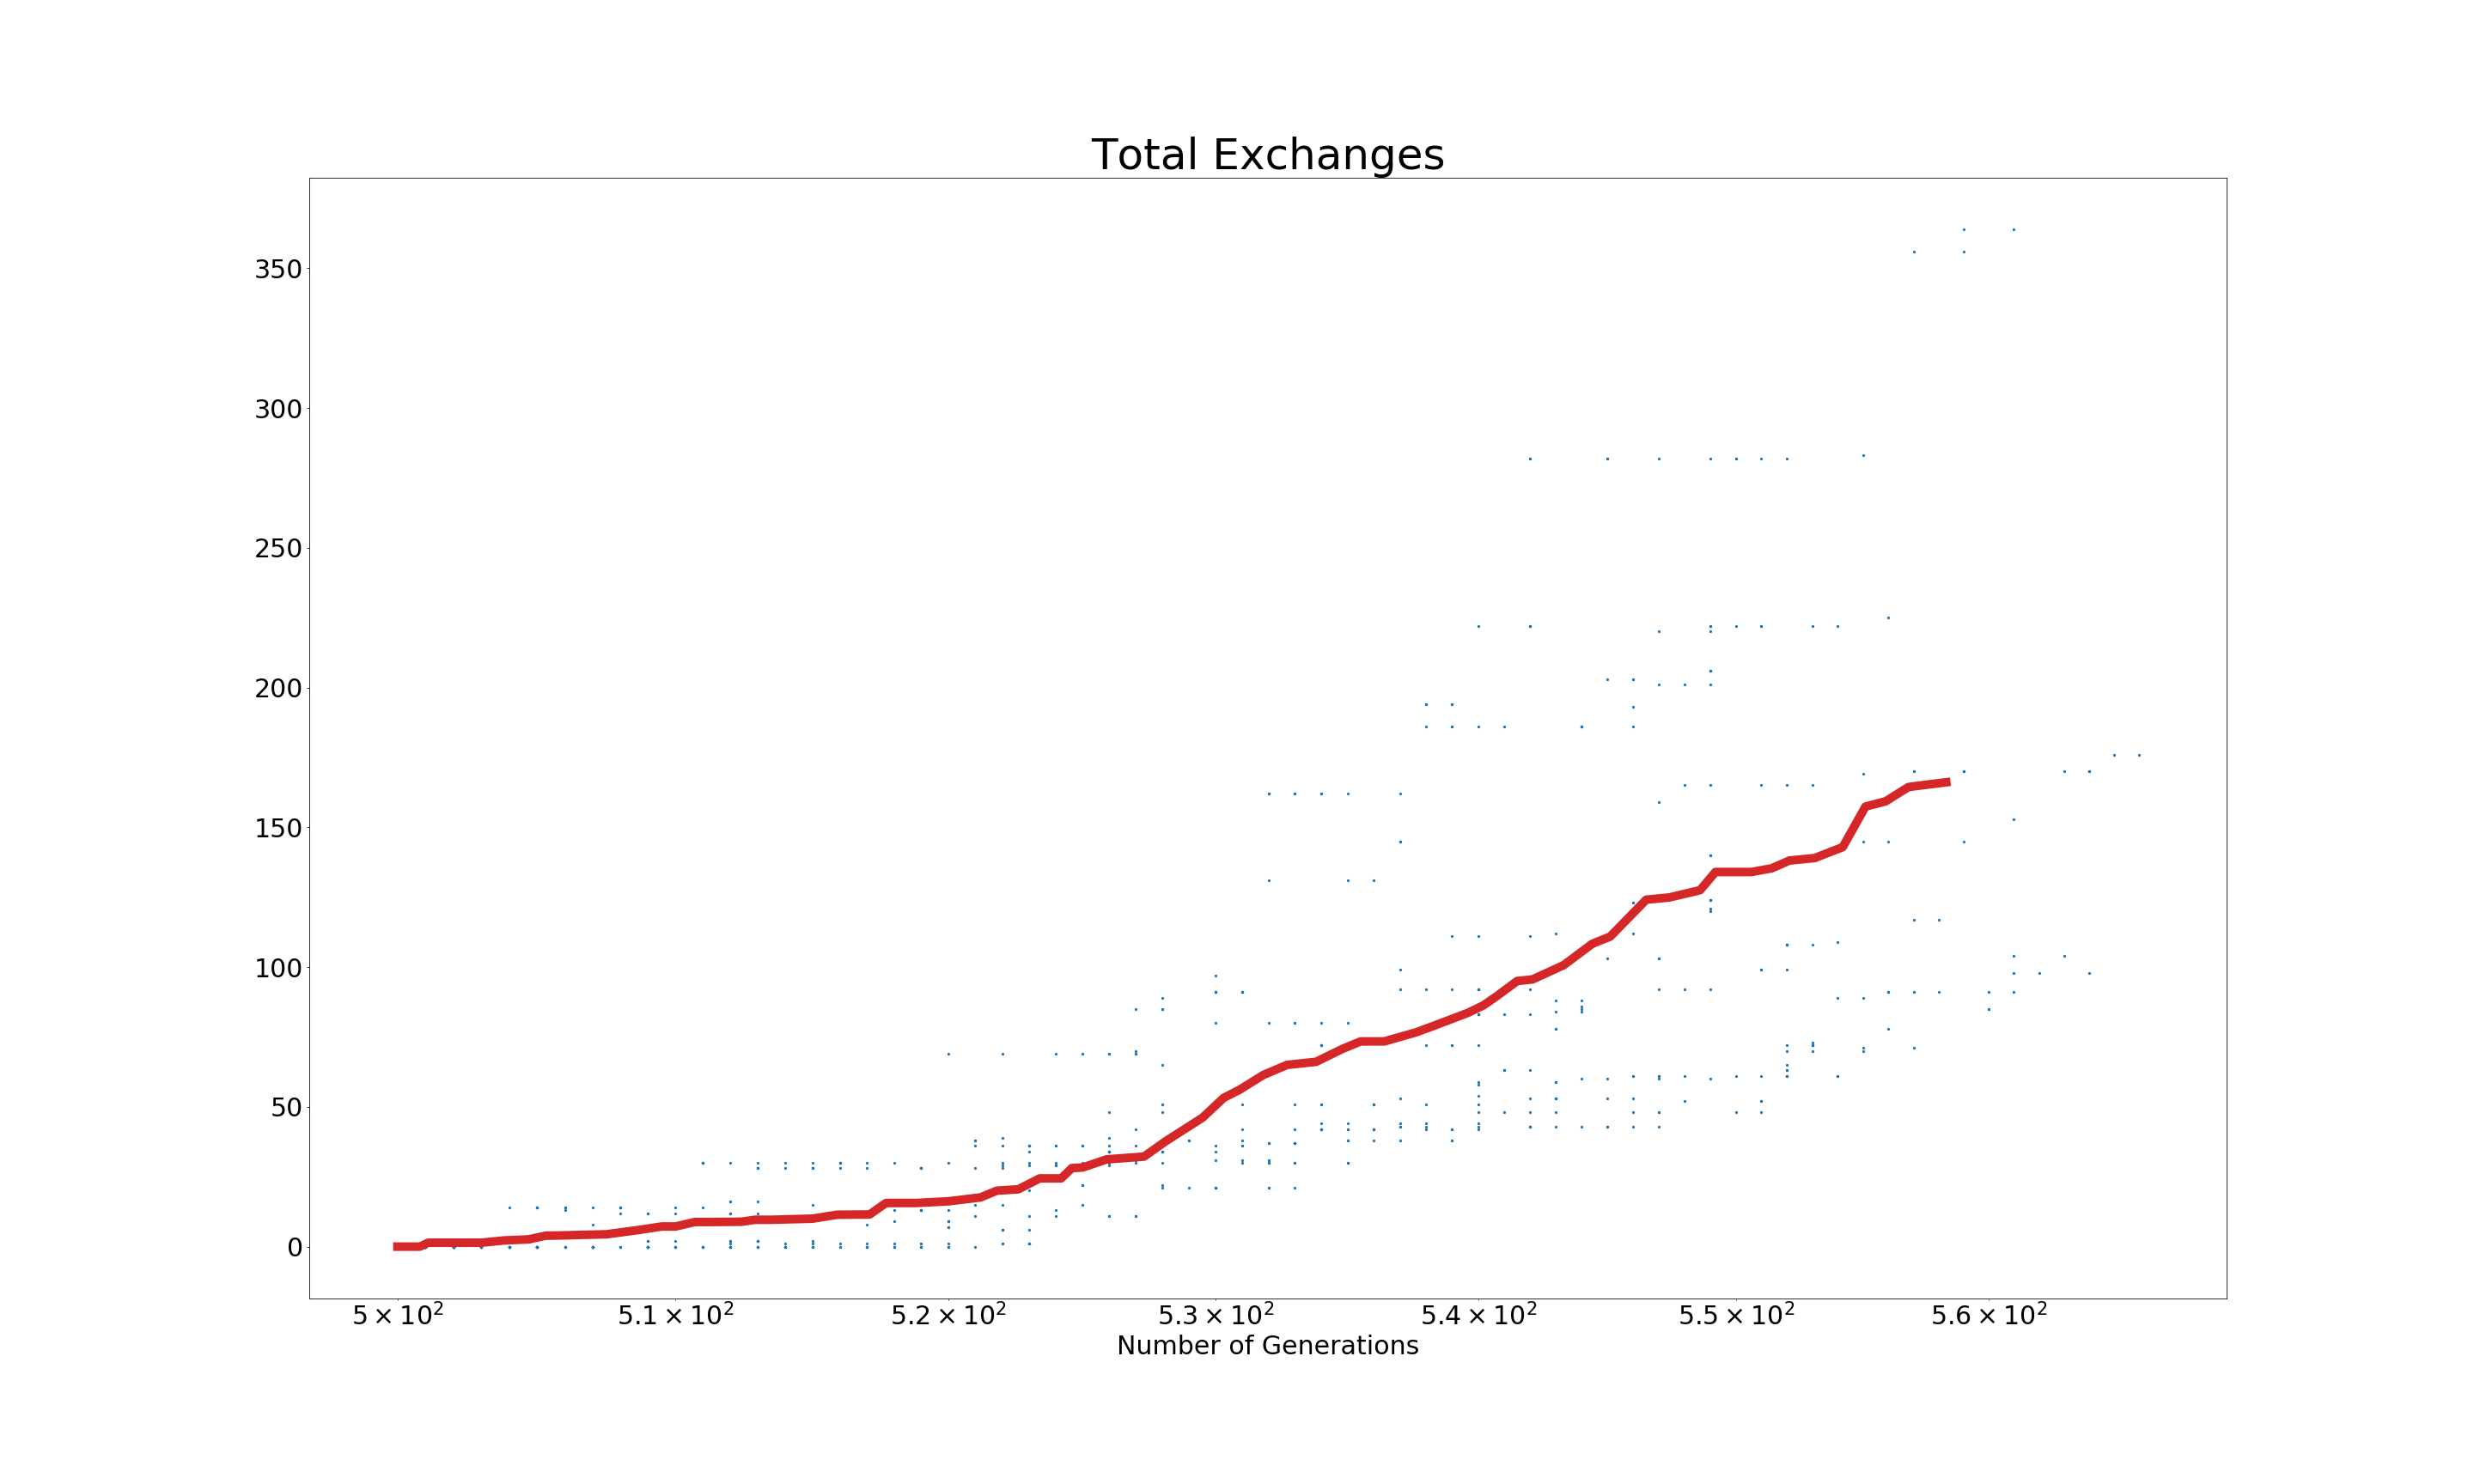 Total Exchanges
350
300
250
200
150
100
50
0
5 × 10² 5.1 × 10² 5.2 × 10² 5.3 × 10² 5.4 × 10² 5.5 × 10² 5.6 × 10²
Number of Generations